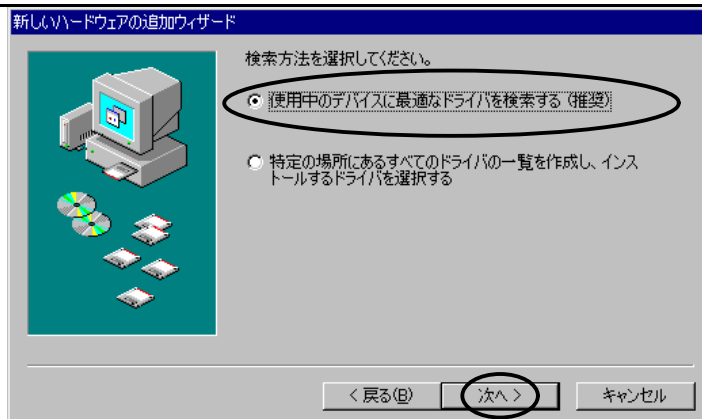 新しいハードウェアの追加ウィザード
検索方法を選択してください。
使用中のデバイスに最適なドライバを検索する (推奨)
特定の場所にあるすべてのドライバの一覧を作成し、インス
トールするドライバを選択する
< 戻る(B)
次へ >
キャンセル